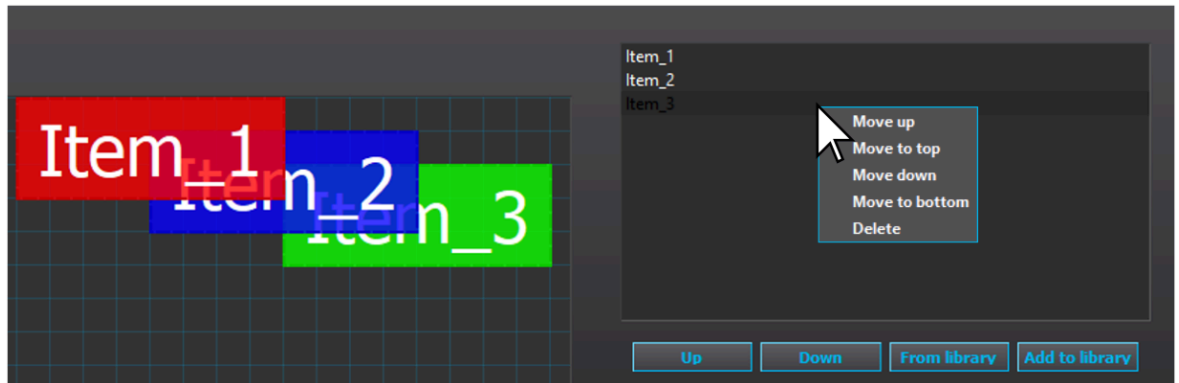 Item_1
Item_2
Item_3
Item_1
Item_2
Item_3
Move up
Move to top
Move down
Move to bottom
Delete
Up
Down
From library
Add to library